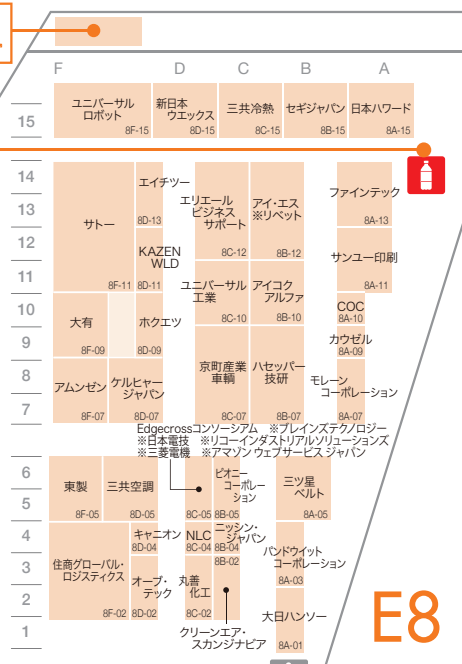 F
D
C
B
A
15
ユニバーサル
ロボット
8F-15
新日本
ウエックス
8D-15
三共冷熱
8C-15
セギジャパン
8B-15
日本ハワード
8A-15
14
13
12
11
10
9
8
7
サトー
8F-11
エイチツー
8D-13
KAZEN
WLD
8D-11
エリエール
ビジネス
サポート
8C-12
アイ・エス
※リベット
8B-12
ファインテック
8A-13
サンユー印刷
8A-11
ユニバーサル
工業
8C-10
アイコク
アルファ
8B-10
COC
8A-10
カウゼル
8A-09
大有
8F-09
ホクエツ
8D-09
アムンゼン
8F-07
ケルヒャー
ジャパン
8D-07
京町産業
車輌
8C-07
ハセッパー
技研
8B-07
モレーン
コーポレーション
8A-07
Edgecrossコンソーシアム ※ブレインズテクノロジー
※日本電技 ※リコーインダストリアルソリューションズ
※三菱電機 ※アマゾン ウェブサービス ジャパン
6
5
4
3
2
1
東製
8F-05
三共空調
8D-05
8C-05
ピオニー
コーポレー
ション
8B-05
三ツ星
ベルト
8A-05
キャニオン
8D-04
NLC
8C-04
ニッシン・
ジャパン
8B-04
住商グローバル・
ロジスティクス
8F-02
オーブ・
テック
8D-02
丸善
化工
8C-02
8B-02
パンドウイット
コーポレーション
8A-03
クリーンエア・
スカンジナビア
大日ハンソー
8A-01
E8